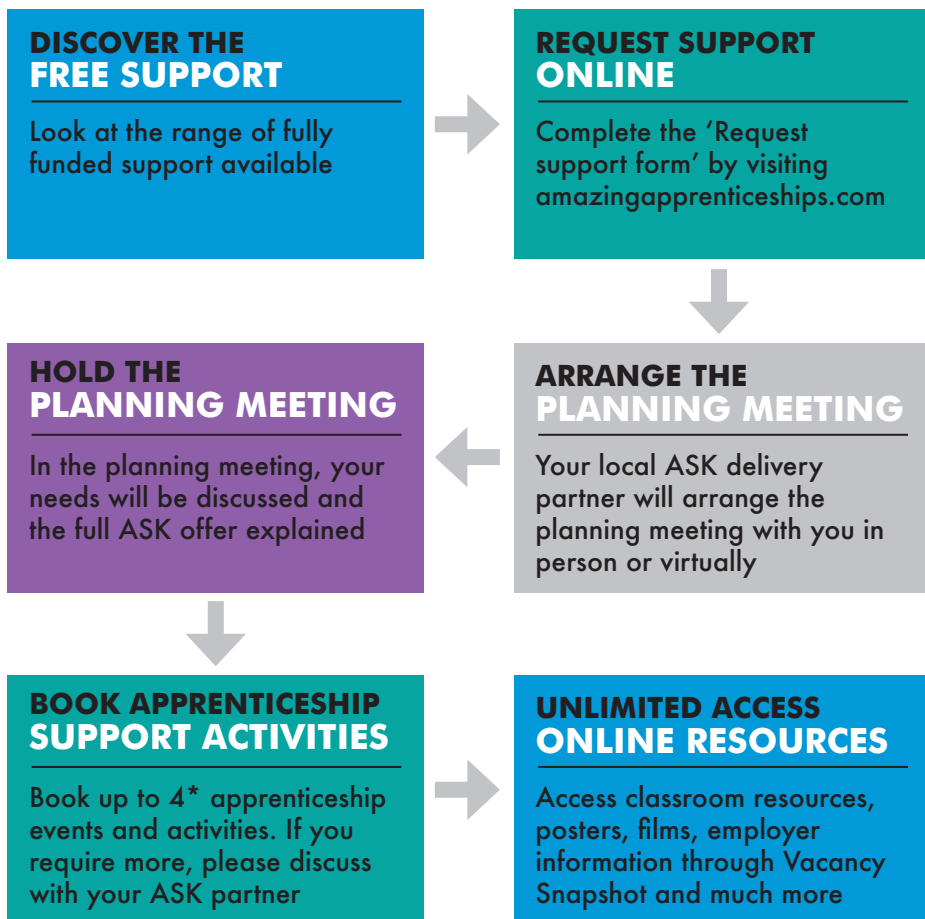 DISCOVER THE
FREE SUPPORT
Look at the range of fully
funded support available
REQUEST SUPPORT
ONLINE
Complete the ‘Request
support form’ by visiting
amazingapprenticeships.com
ARRANGE THE
PLANNING MEETING
Your local ASK delivery
partner will arrange the
planning meeting with you in
person or virtually
HOLD THE
PLANNING MEETING
In the planning meeting, your
needs will be discussed and
the full ASK offer explained
BOOK APPRENTICESHIP
SUPPORT ACTIVITIES
Book up to 4* apprenticeship
events and activities. If you
require more, please discuss
with your ASK partner
UNLIMITED ACCESS
ONLINE RESOURCES
Access classroom resources,
posters, films, employer
information through Vacancy
Snapshot and much more